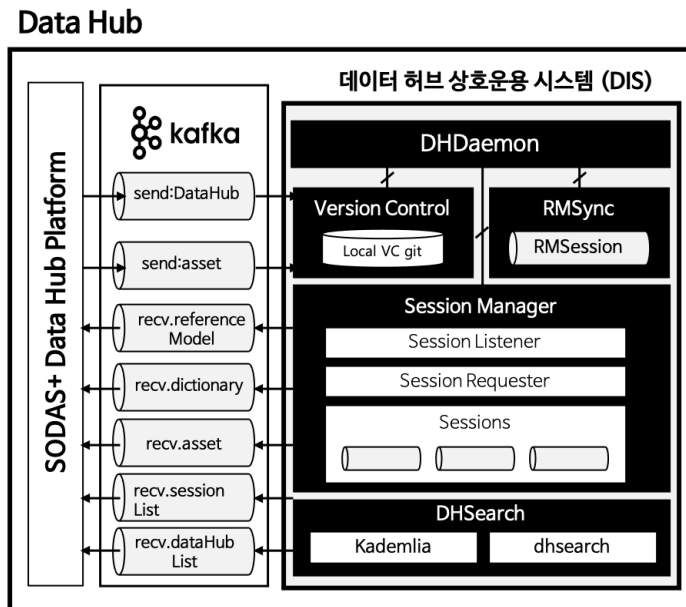 Data Hub
데이터 허브 상호운용 시스템 (DIS)
SODAS+ Data Hub Platform
kafka
send:DataHub
send:asset
recv.reference
Model
recv.dictionary
recv.asset
recv.session
List
recv.dataHub
List
DHDaemon
Version Control
Local VC git
RMSync
RMSession
Session Manager
Session Listener
Session Requester
Sessions
DHSearch
Kademlia
dhsearch